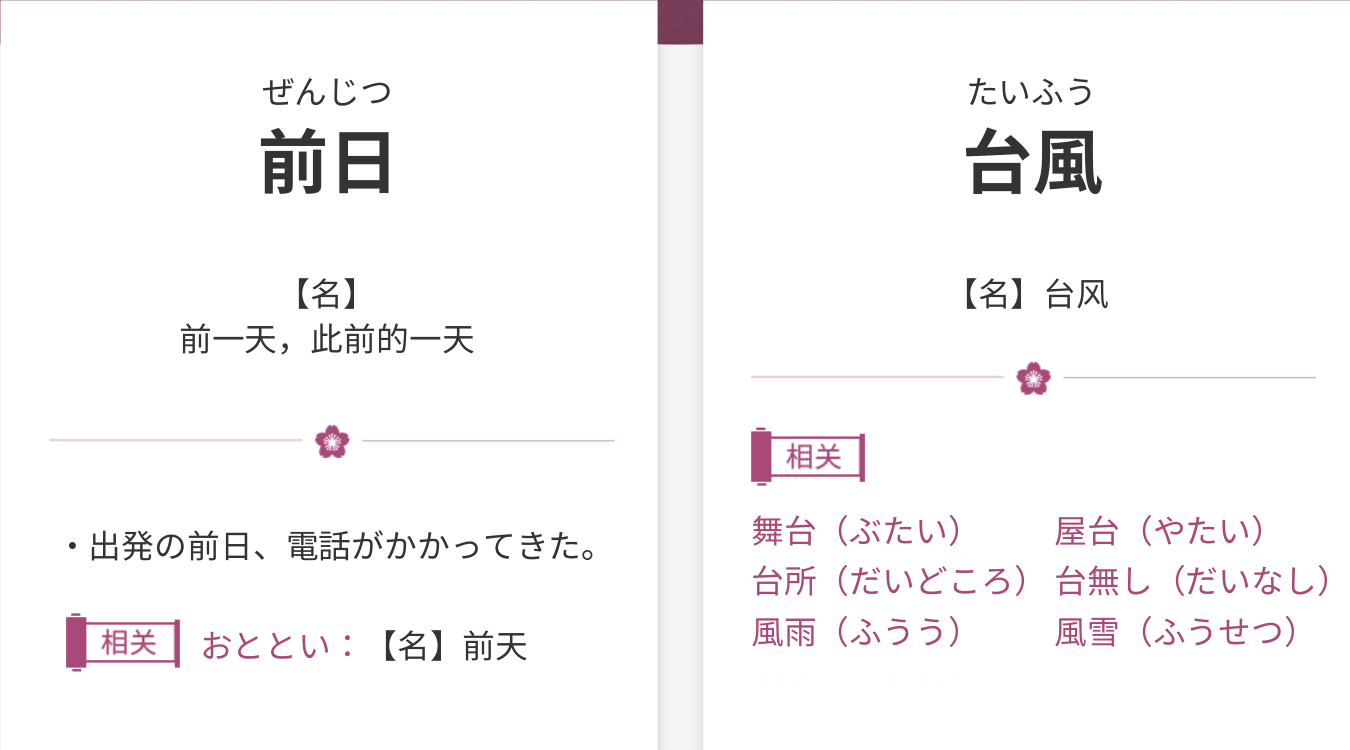 ぜんじつ
前日
【名】
前一天，此前的一天
・出発の前日、電話がかかってきた。
相关 おととい：【名】前天
たいふう
台風
【名】台风
相关
舞台（ぶたい） 屋台（やたい）
台所（だいどころ） 台無し（だいなし）
風雨（ふうう） 風雪（ふうせつ）